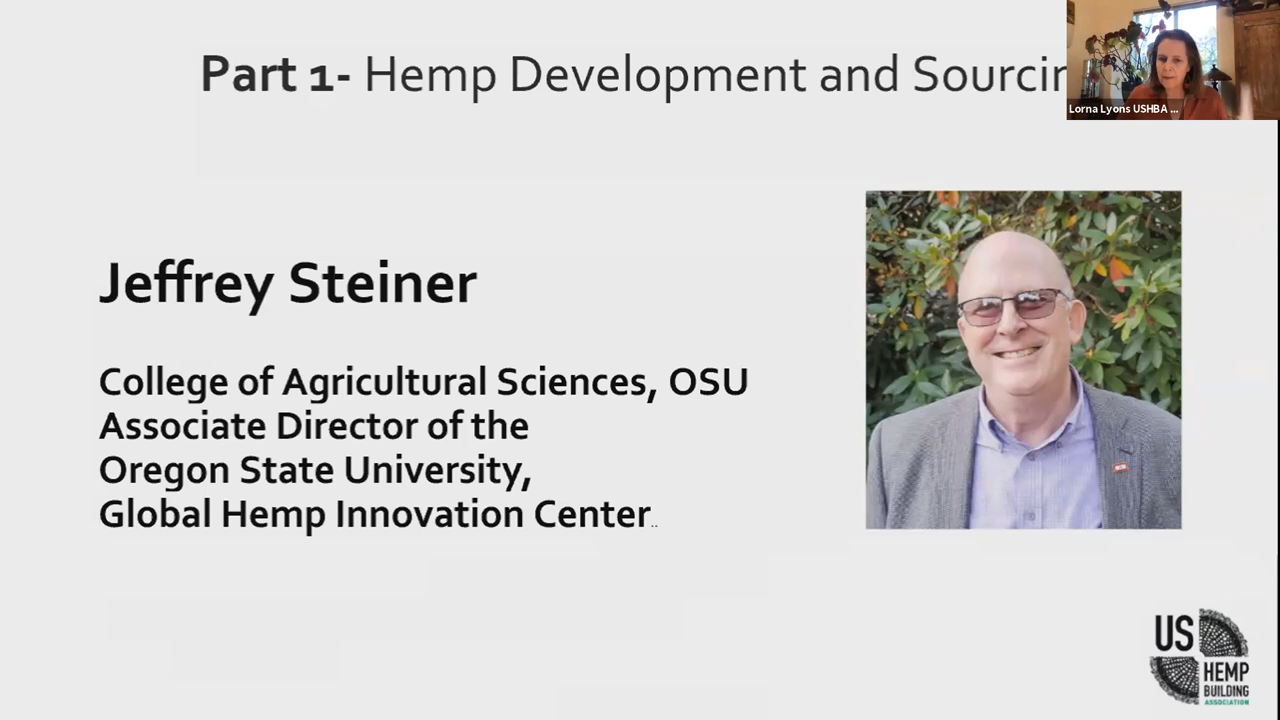 Part 1- Hemp Development and Sourcin
Lorna Lyons USHBA ...
Jeffrey Steiner
College of Agricultural Sciences, OSU
Associate Director of the
Oregon State University,
Global Hemp Innovation Center..
US
HEMP
BUILDING
ASSOCIATION